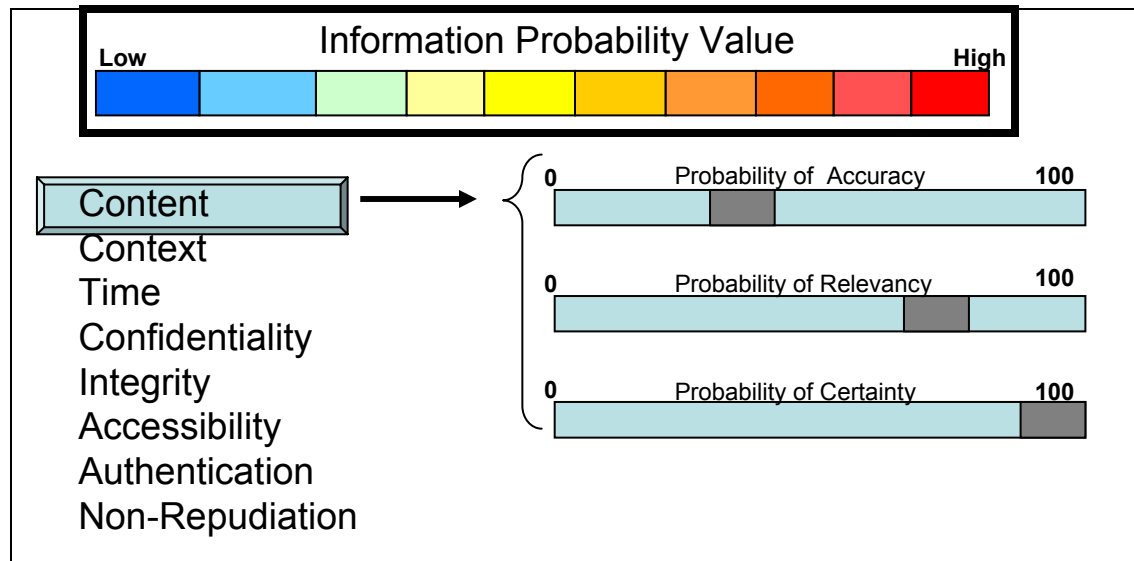 Information Probability Value
Low High
Content
Context
Time
Confidentiality
Integrity
Accessibility
Authentication
Non-Repudiation
0 Probability of Accuracy 100
0 Probability of Relevancy 100
0 Probability of Certainty 100